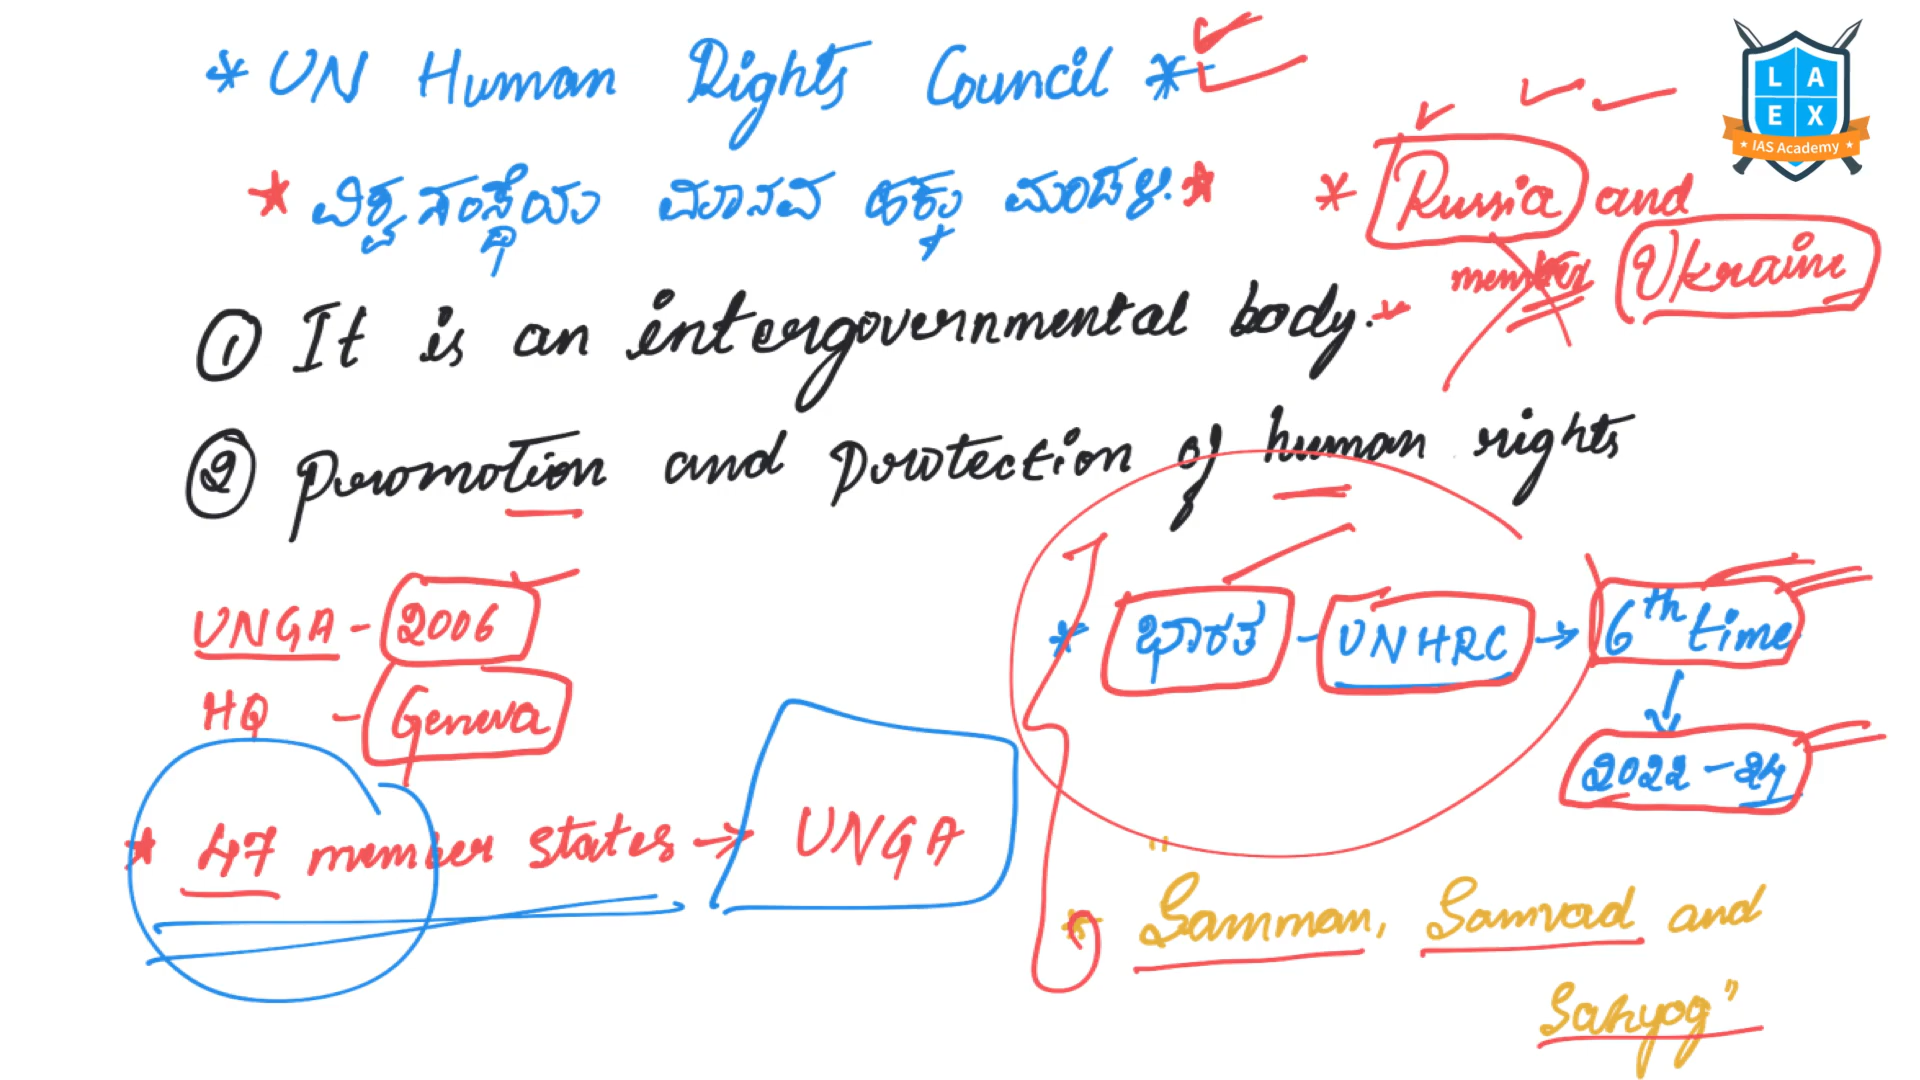 * UN Human Rights Council *
* ವಿಶ್ವಸಂಸ್ಥೆಯ ಮಾನವ ಹಕ್ಕು ಮಂಡಳಿ. *
① It is an intergovernmental body.
② promotion and protection of human rights
UNGA - 2006
HQ - Geneva
* 47 member states → UNGA
* Russia and
member Ukraine
* ಭಾರತ - UNHRC → 6th time
↓
2022-24
"
* Samman, Samvad and
Sahyog"
L A
E X
IAS Academy